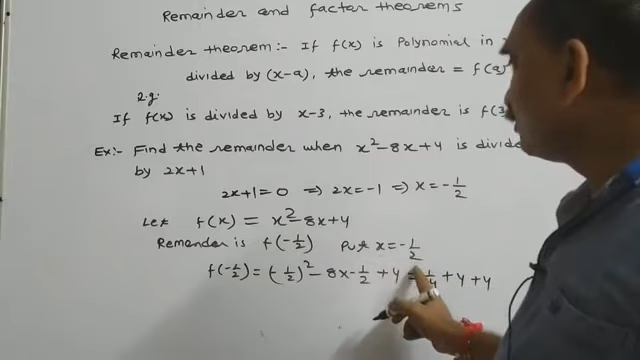 Remainder and factor theorems
Remainder theorem:- If f(x) is Polynomial in
divided by (x-a), the remainder = f(a)
e.g:
If f(x) is divided by x-3, the remainder is f(3
Ex:- Find the remainder when x²-8x+4 is divide
by 2x+1
2x+1=0 ⇒ 2x=-1 ⇒ x=-1/2
Let f(x) = x²-8x+4
Remender is f(-1/2) Put x=-1/2
f(-1/2) = (-1/2)² - 8x-1/2 + 4 = 1/4 + 4 + 4